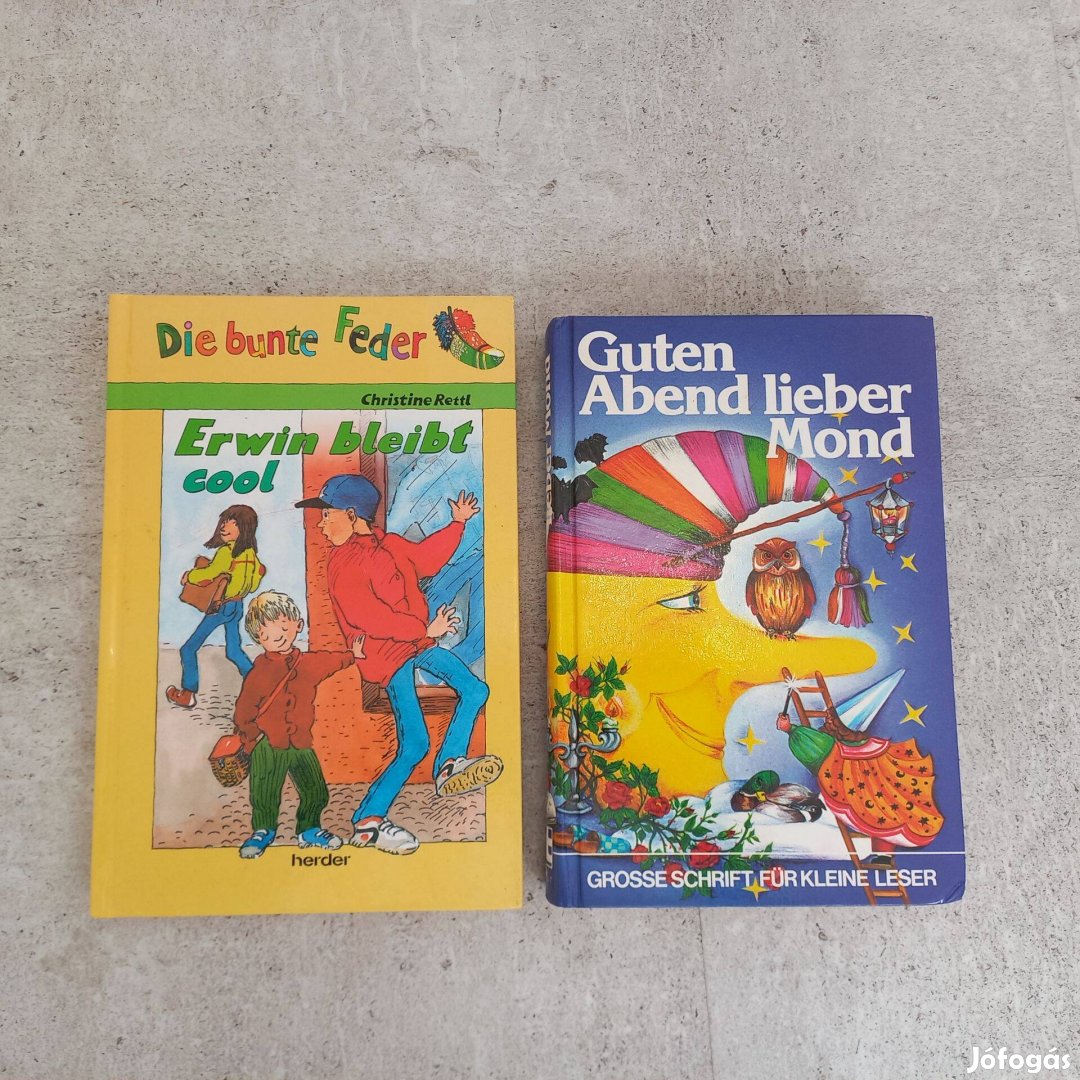 Die bunte Feder
Christine Rettl
Erwin bleibt
cool
herder
Guten
Abend lieber
Mond
GROSSE SCHRIFT FÜR KLEINE LESER
Jófogás